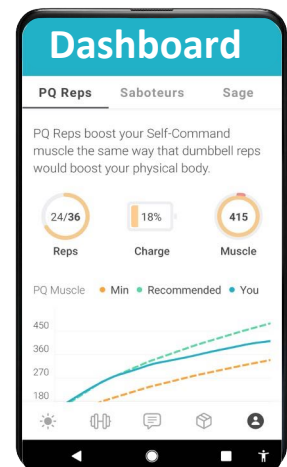 Dashboard
PQ Reps Saboteurs Sage
PQ Reps boost your Self-Command
muscle the same way that dumbbell reps
would boost your physical body.
24/36 18% 415
Reps Charge Muscle
PQ Muscle Min Recommended You
450
360
270
180